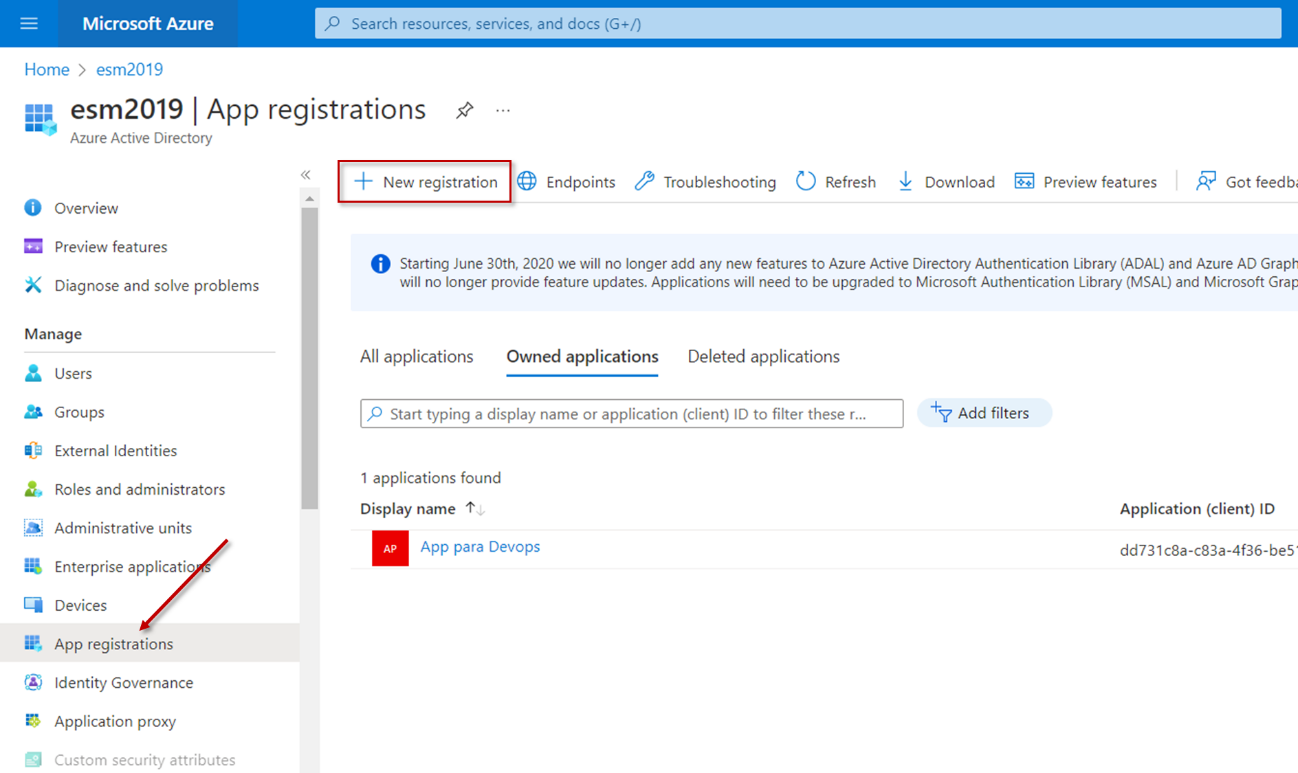 Microsoft Azure
Search resources, services, and docs (G+/)
Home > esm2019
esm2019 | App registrations
...
Azure Active Directory
«
New registration
Endpoints
Troubleshooting
Refresh
Download
Preview features
Got feedba
Overview
Preview features
Diagnose and solve problems
Manage
Users
Groups
External Identities
Roles and administrators
Administrative units
Enterprise applications
Devices
App registrations
Identity Governance
Application proxy
Custom security attributes
Starting June 30th, 2020 we will no longer add any new features to Azure Active Directory Authentication Library (ADAL) and Azure AD Graph
will no longer provide feature updates. Applications will need to be upgraded to Microsoft Authentication Library (MSAL) and Microsoft Grap
All applications
Owned applications
Deleted applications
Start typing a display name or application (client) ID to filter these r...
Add filters
1 applications found
Display name
Application (client) ID
AP
App para Devops
dd731c8a-c83a-4f36-be51